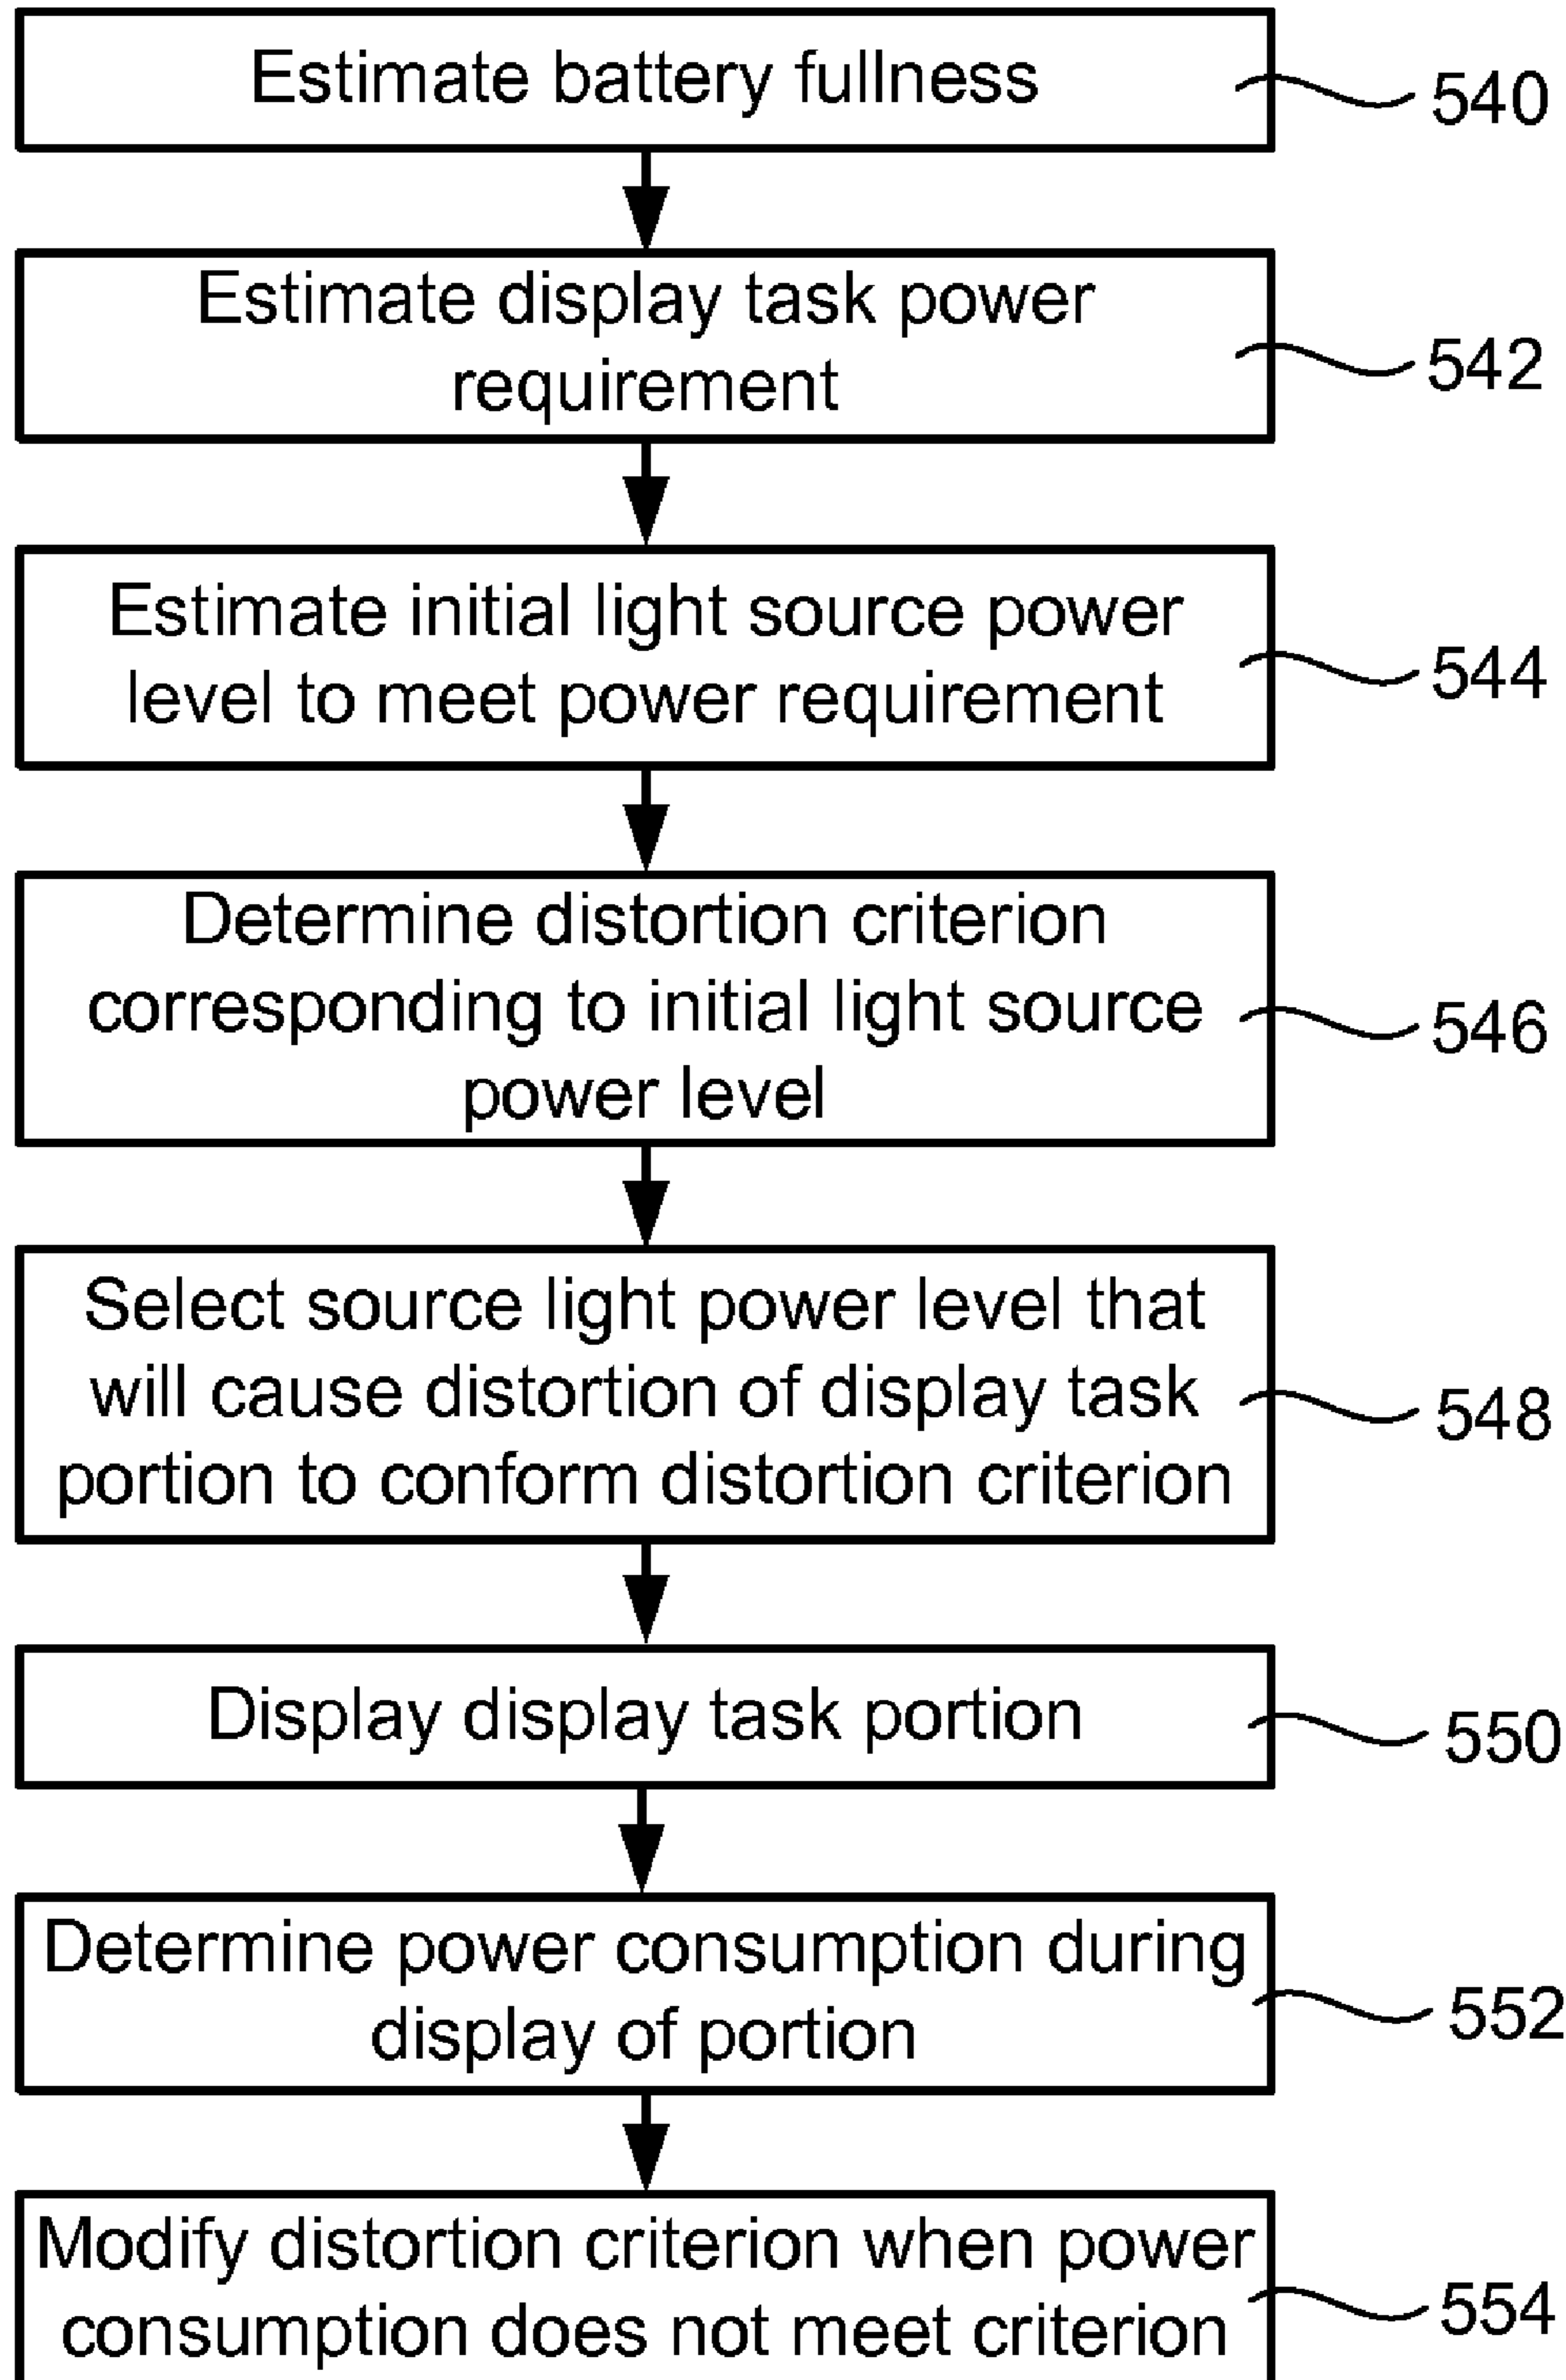 Estimate battery fullness
540
Estimate display task power
requirement
542
Estimate initial light source power
level to meet power requirement
544
Determine distortion criterion
corresponding to initial light source
power level
546
Select source light power level that
will cause distortion of display task
portion to conform distortion criterion
548
Display display task portion
550
Determine power consumption during
display of portion
552
Modify distortion criterion when power
consumption does not meet criterion
554